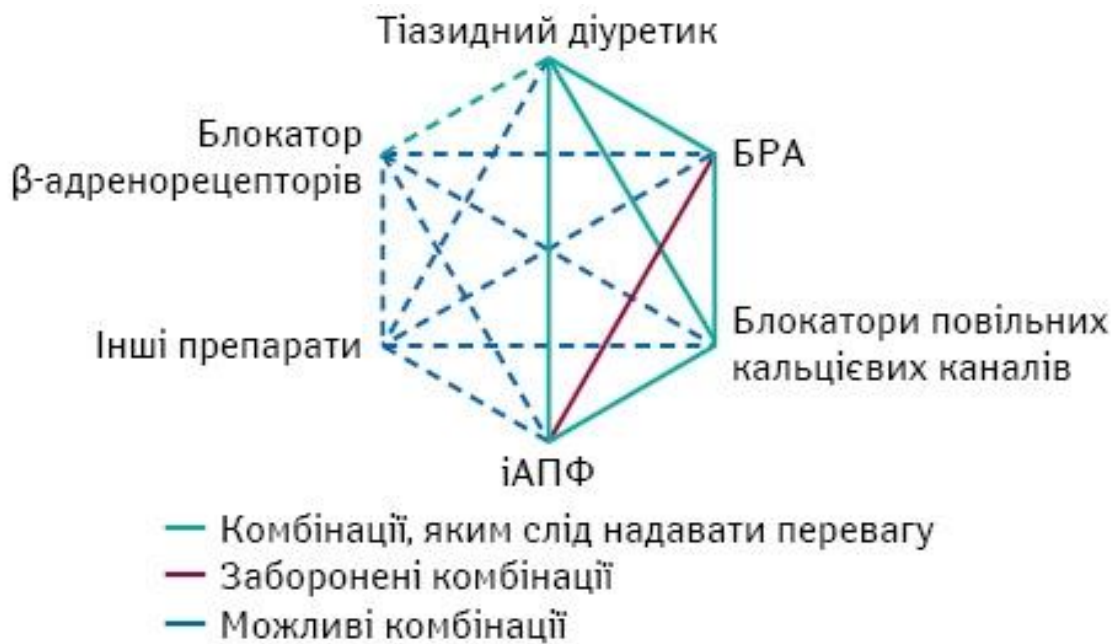 Тіазидний діуретик
Блокатор
β-адренорецепторів
БРА
Інші препарати
Блокатори повільних
кальцієвих каналів
іАПФ
Комбінації, яким слід надавати перевагу
Заборонені комбінації
Можливі комбінації